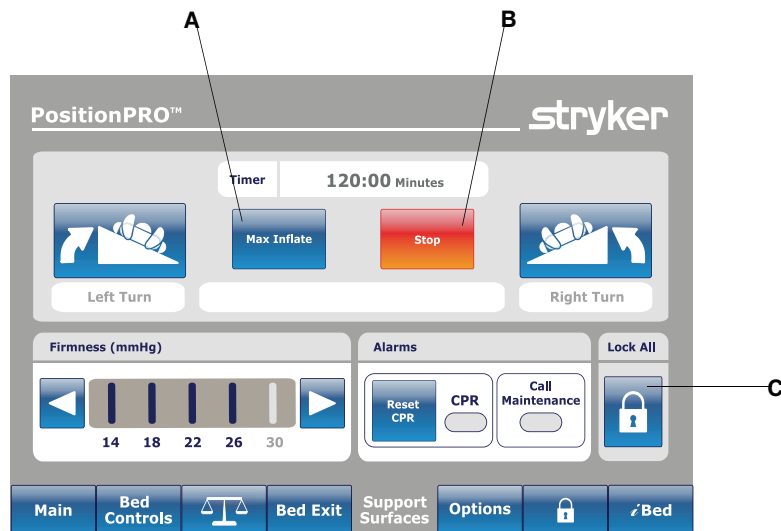 A
B
PositionPRO™
stryker
Timer
120:00 Minutes
Max Inflate
Stop
Left Turn
Right Turn
Firmness (mmHg)
Alarms
Lock All
Reset
CPR
CPR
Call
Maintenance
C
14 18 22 26 30
Main
Bed
Controls
Bed Exit
Support
Surfaces
Options
iBed